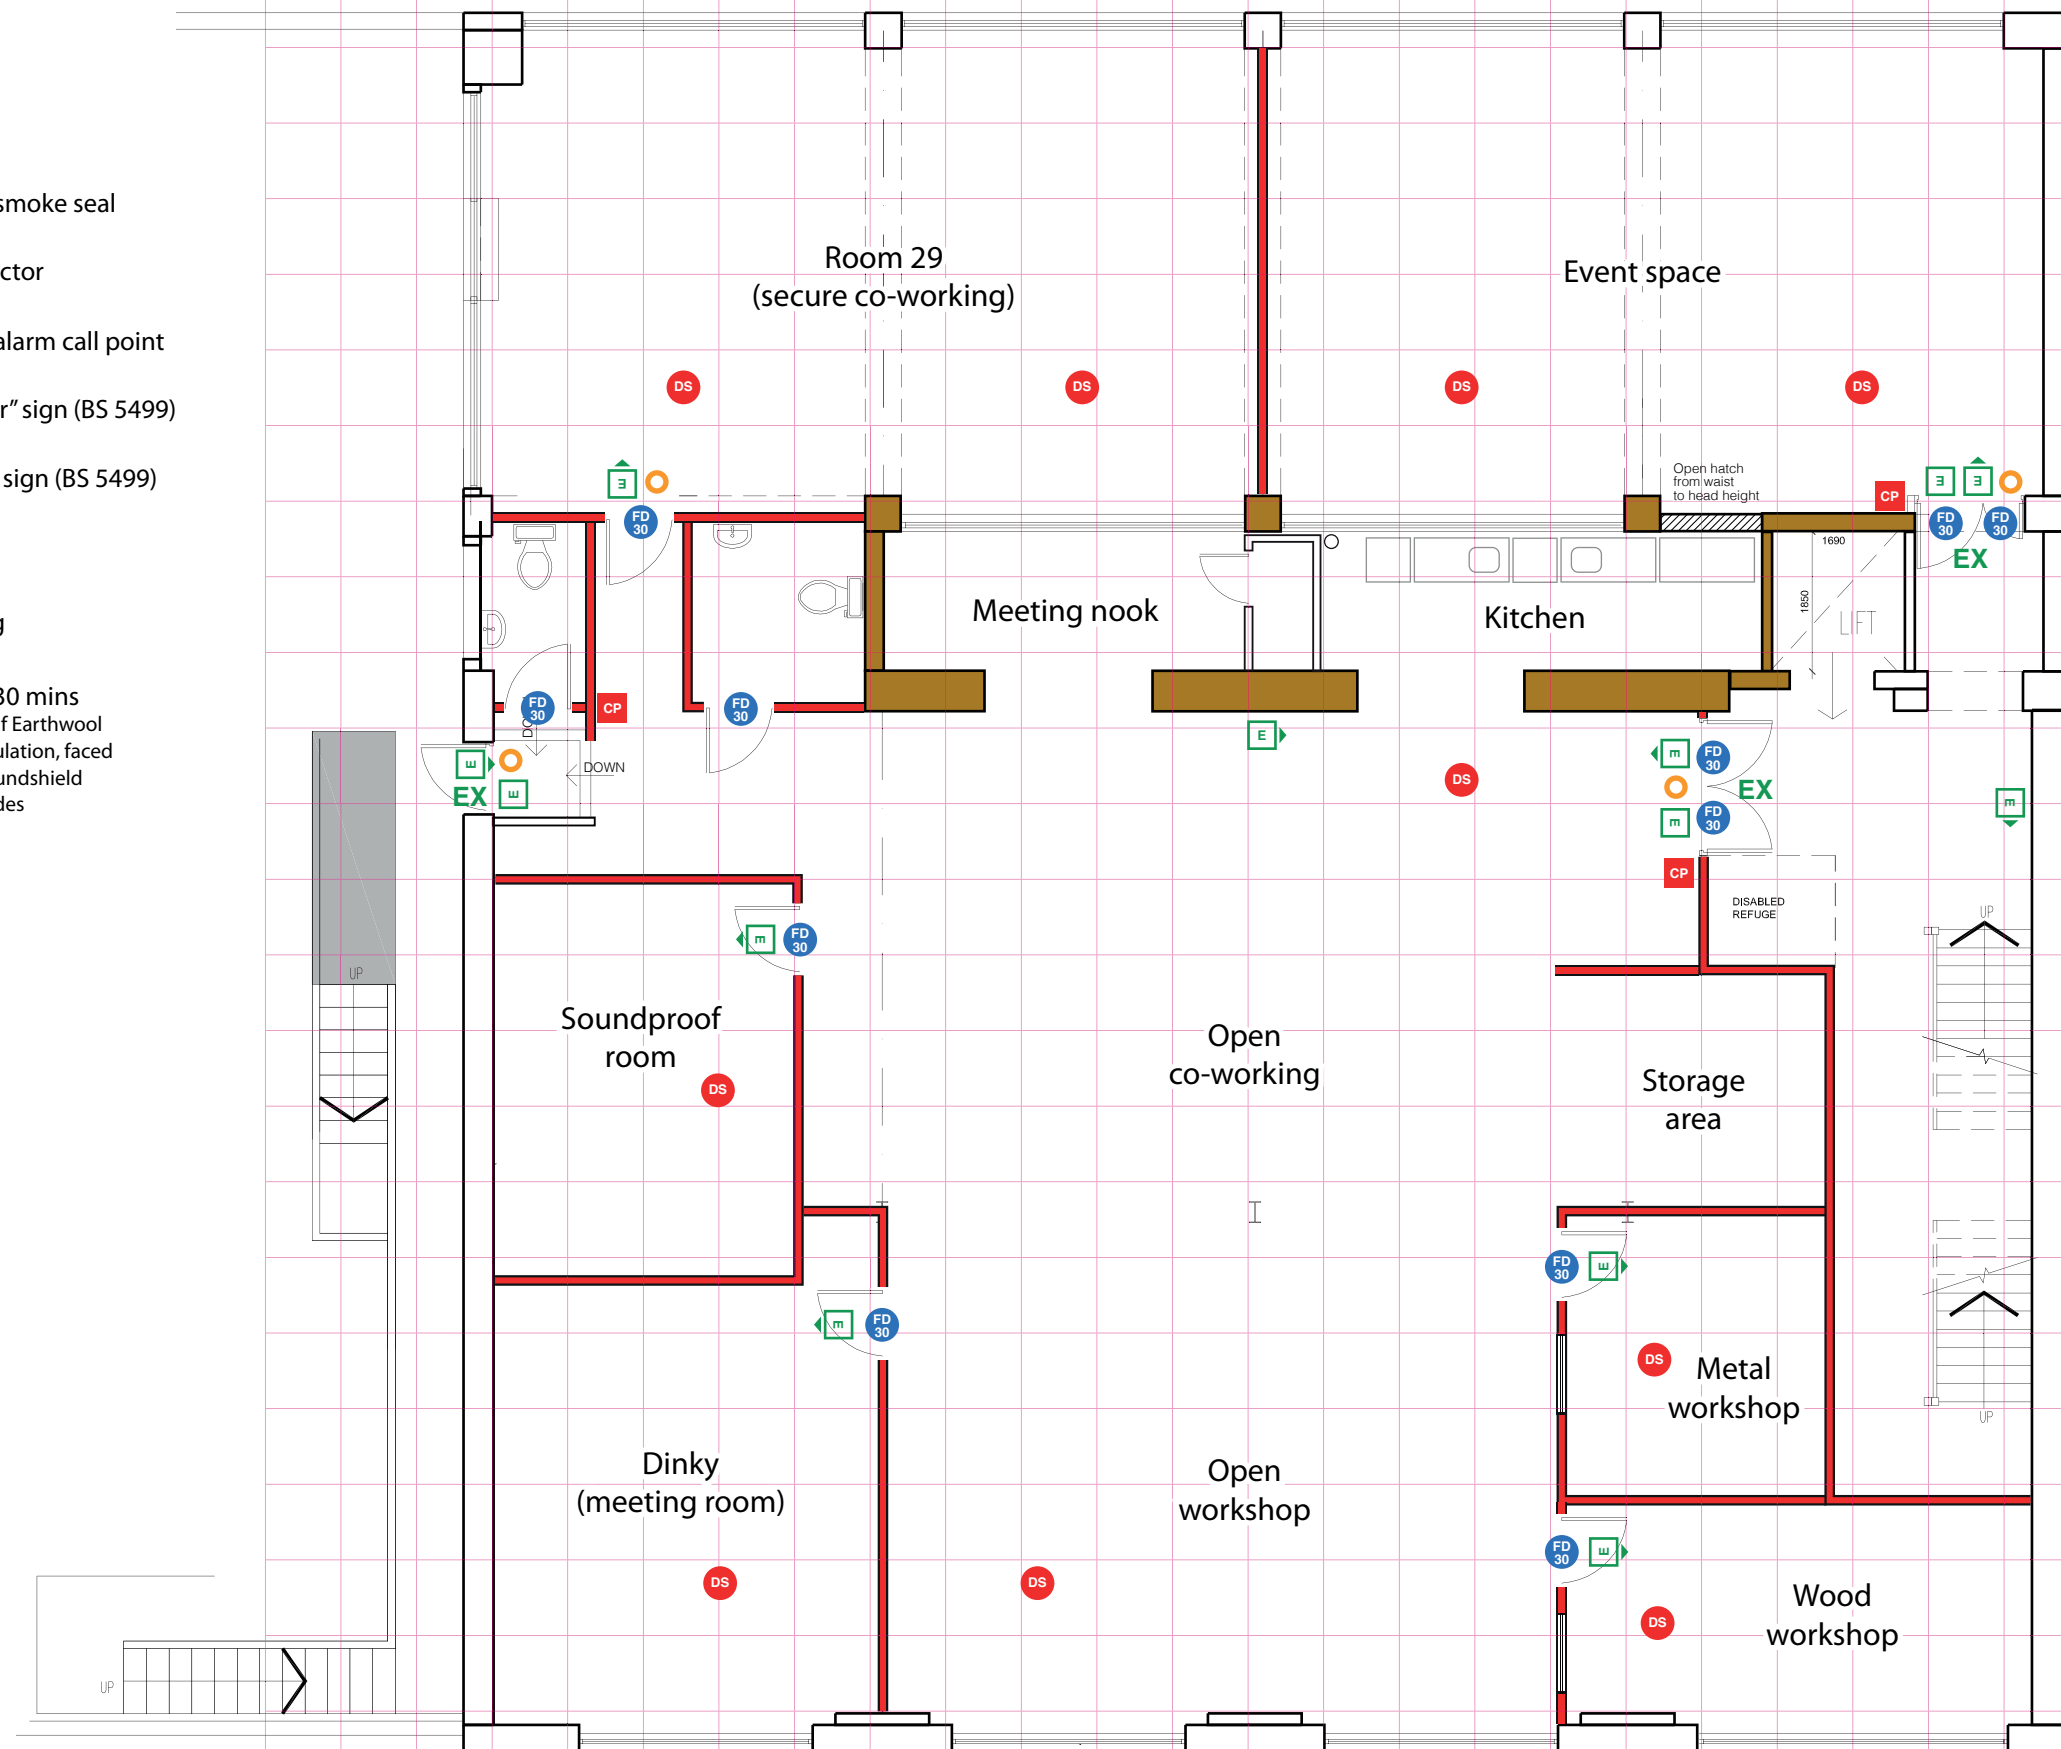 smoke seal
ctor
alarm call point
r" sign (BS 5499)
sign (BS 5499)
g
30 mins
f Earthwool
ulation, faced
undshield
des
Room 29
(secure co-working)
Event space
DS
DS
DS
DS
Open hatch
from waist
to head height
E
CP
E
E
FD
30
FD
30
FD
30
EX
1690
1850
LIFT
Meeting nook
Kitchen
FD
30
CP
FD
30
DO
E
DOWN
EX
E
E
DS
E
FD
30
EX
E
FD
30
E
CP
DISABLED
REFUGE
UP
E
FD
30
UP
Soundproof
room
DS
Open
co-working
Storage
area
FD
30
E
E
FD
30
DS
Metal
workshop
UP
Dinky
(meeting room)
Open
workshop
FD
30
E
DS
DS
DS
Wood
workshop
UP